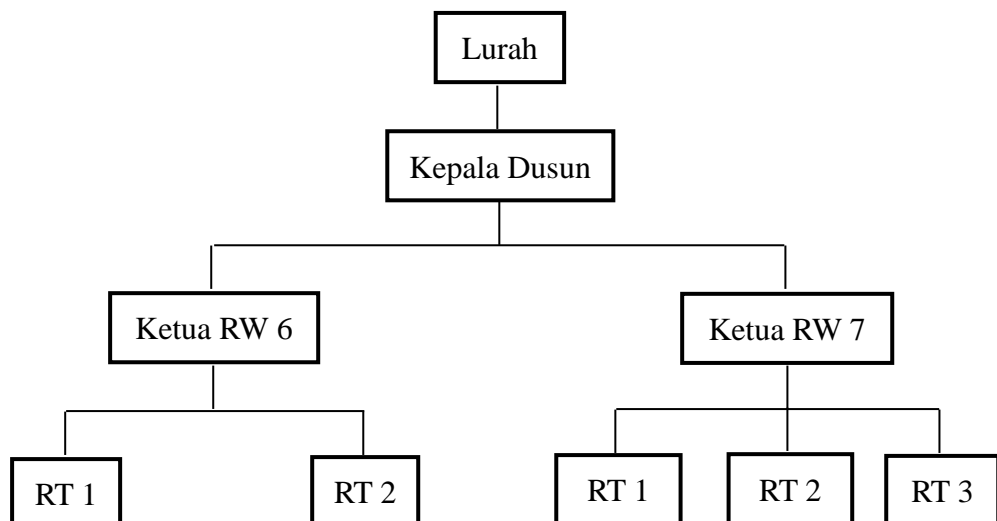 Lurah
Kepala Dusun
Ketua RW 6
Ketua RW 7
RT 1
RT 2
RT 1
RT 2
RT 3